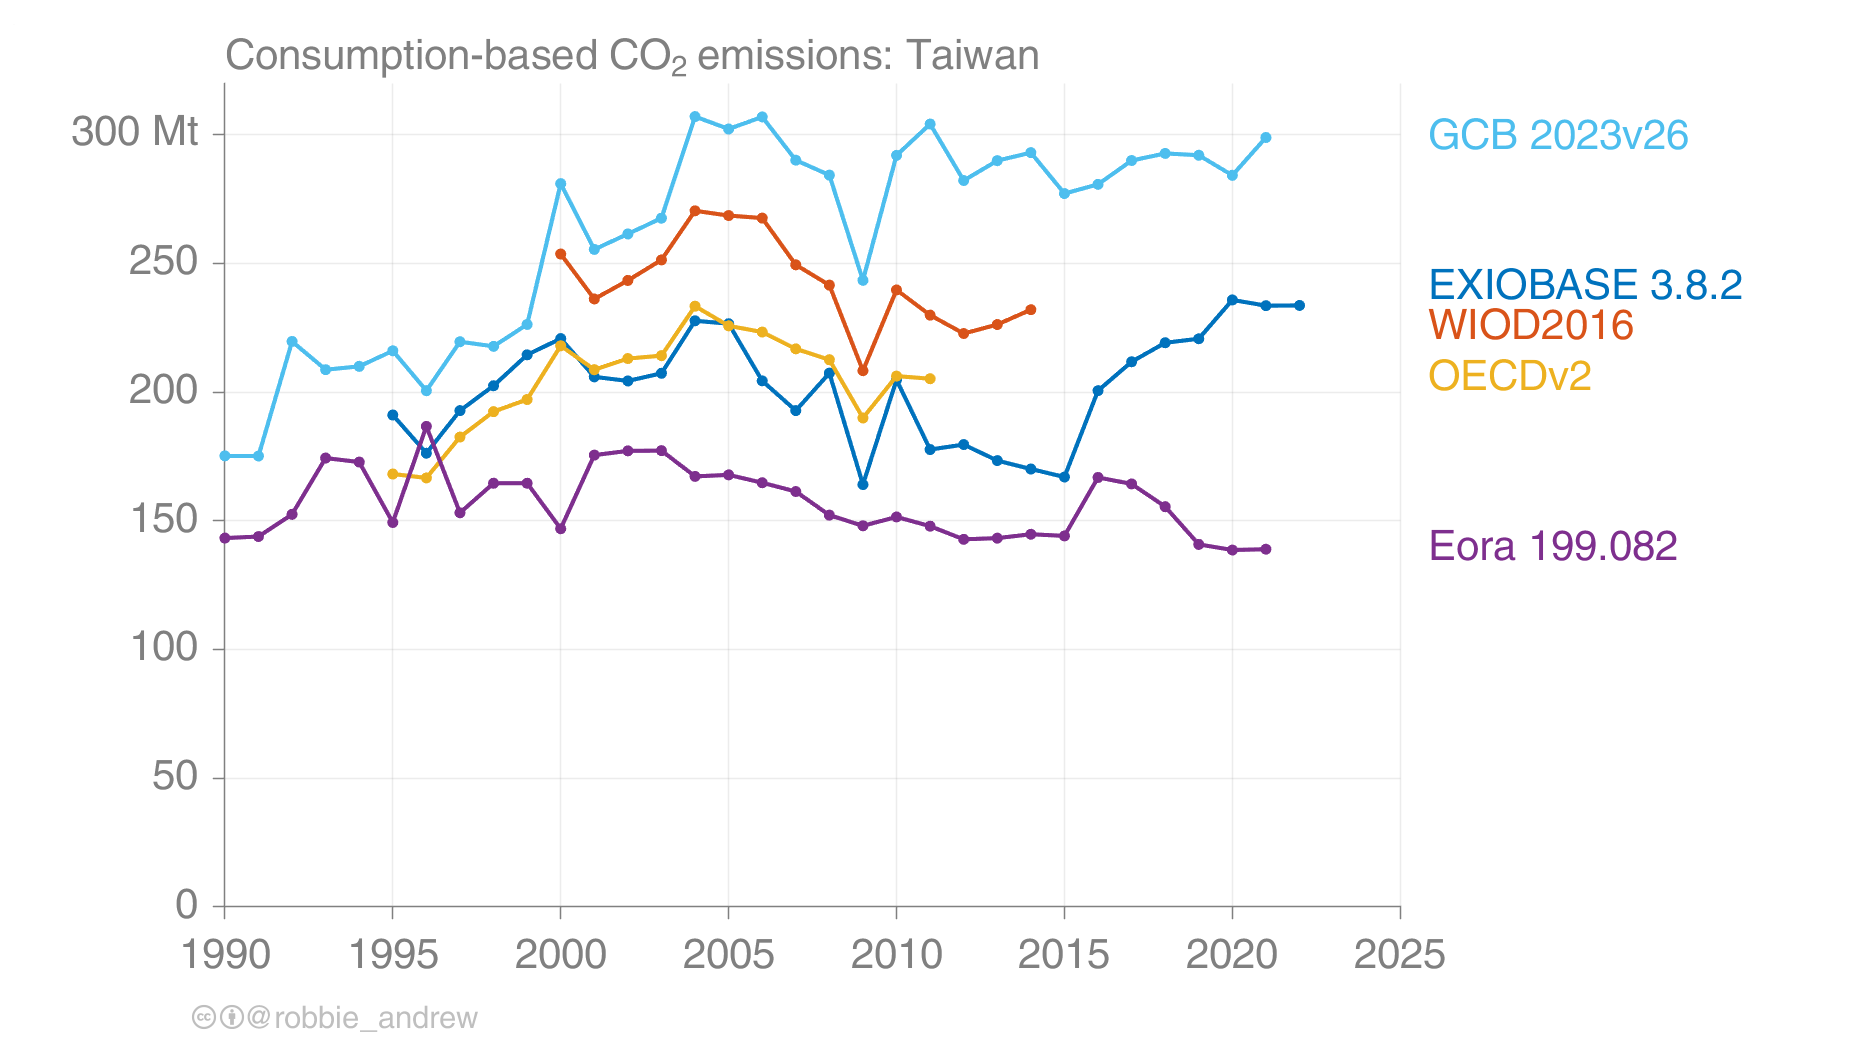 Consumption-based CO₂ emissions: Taiwan
300 Mt
250
200
150
100
50
0
1990 1995 2000 2005 2010 2015 2020 2025
GCB 2023v26
EXIOBASE 3.8.2
WIOD2016
OECDv2
Eora 199.082
cc @robbie_andrew